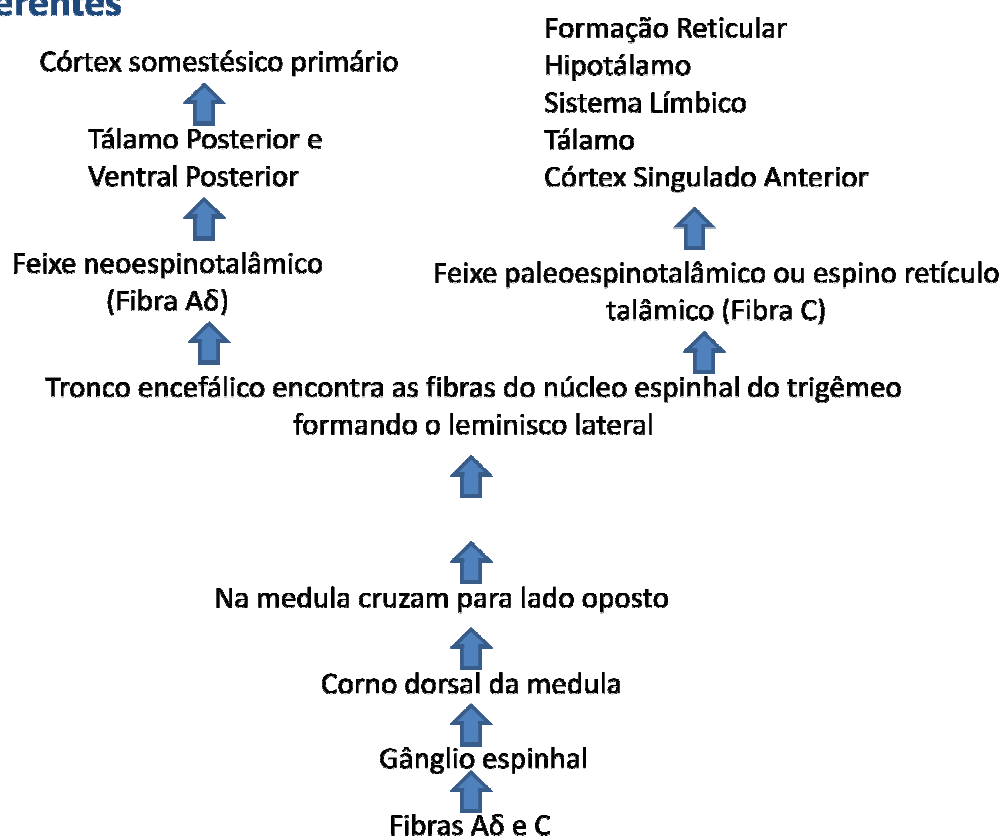 erentes
Córtex somestésico primário
Tálamo Posterior e
Ventral Posterior
Feixe neoespinotalâmico
(Fibra Aδ)
Formação Reticular
Hipotálamo
Sistema Límbico
Tálamo
Córtex Singulado Anterior
Feixe paleoespinotalâmico ou espino retículo
talâmico (Fibra C)
Tronco encefálico encontra as fibras do núcleo espinhal do trigêmeo
formando o leminisco lateral
Na medula cruzam para lado oposto
Corno dorsal da medula
Gânglio espinhal
Fibras Aδ e C